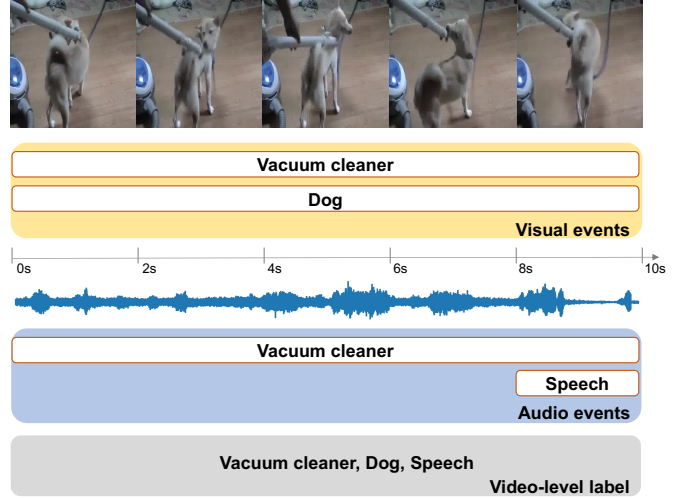 Vacuum cleaner
Dog
Visual events
0s 2s 4s 6s 8s 10s
Vacuum cleaner
Speech
Audio events
Vacuum cleaner, Dog, Speech
Video-level label